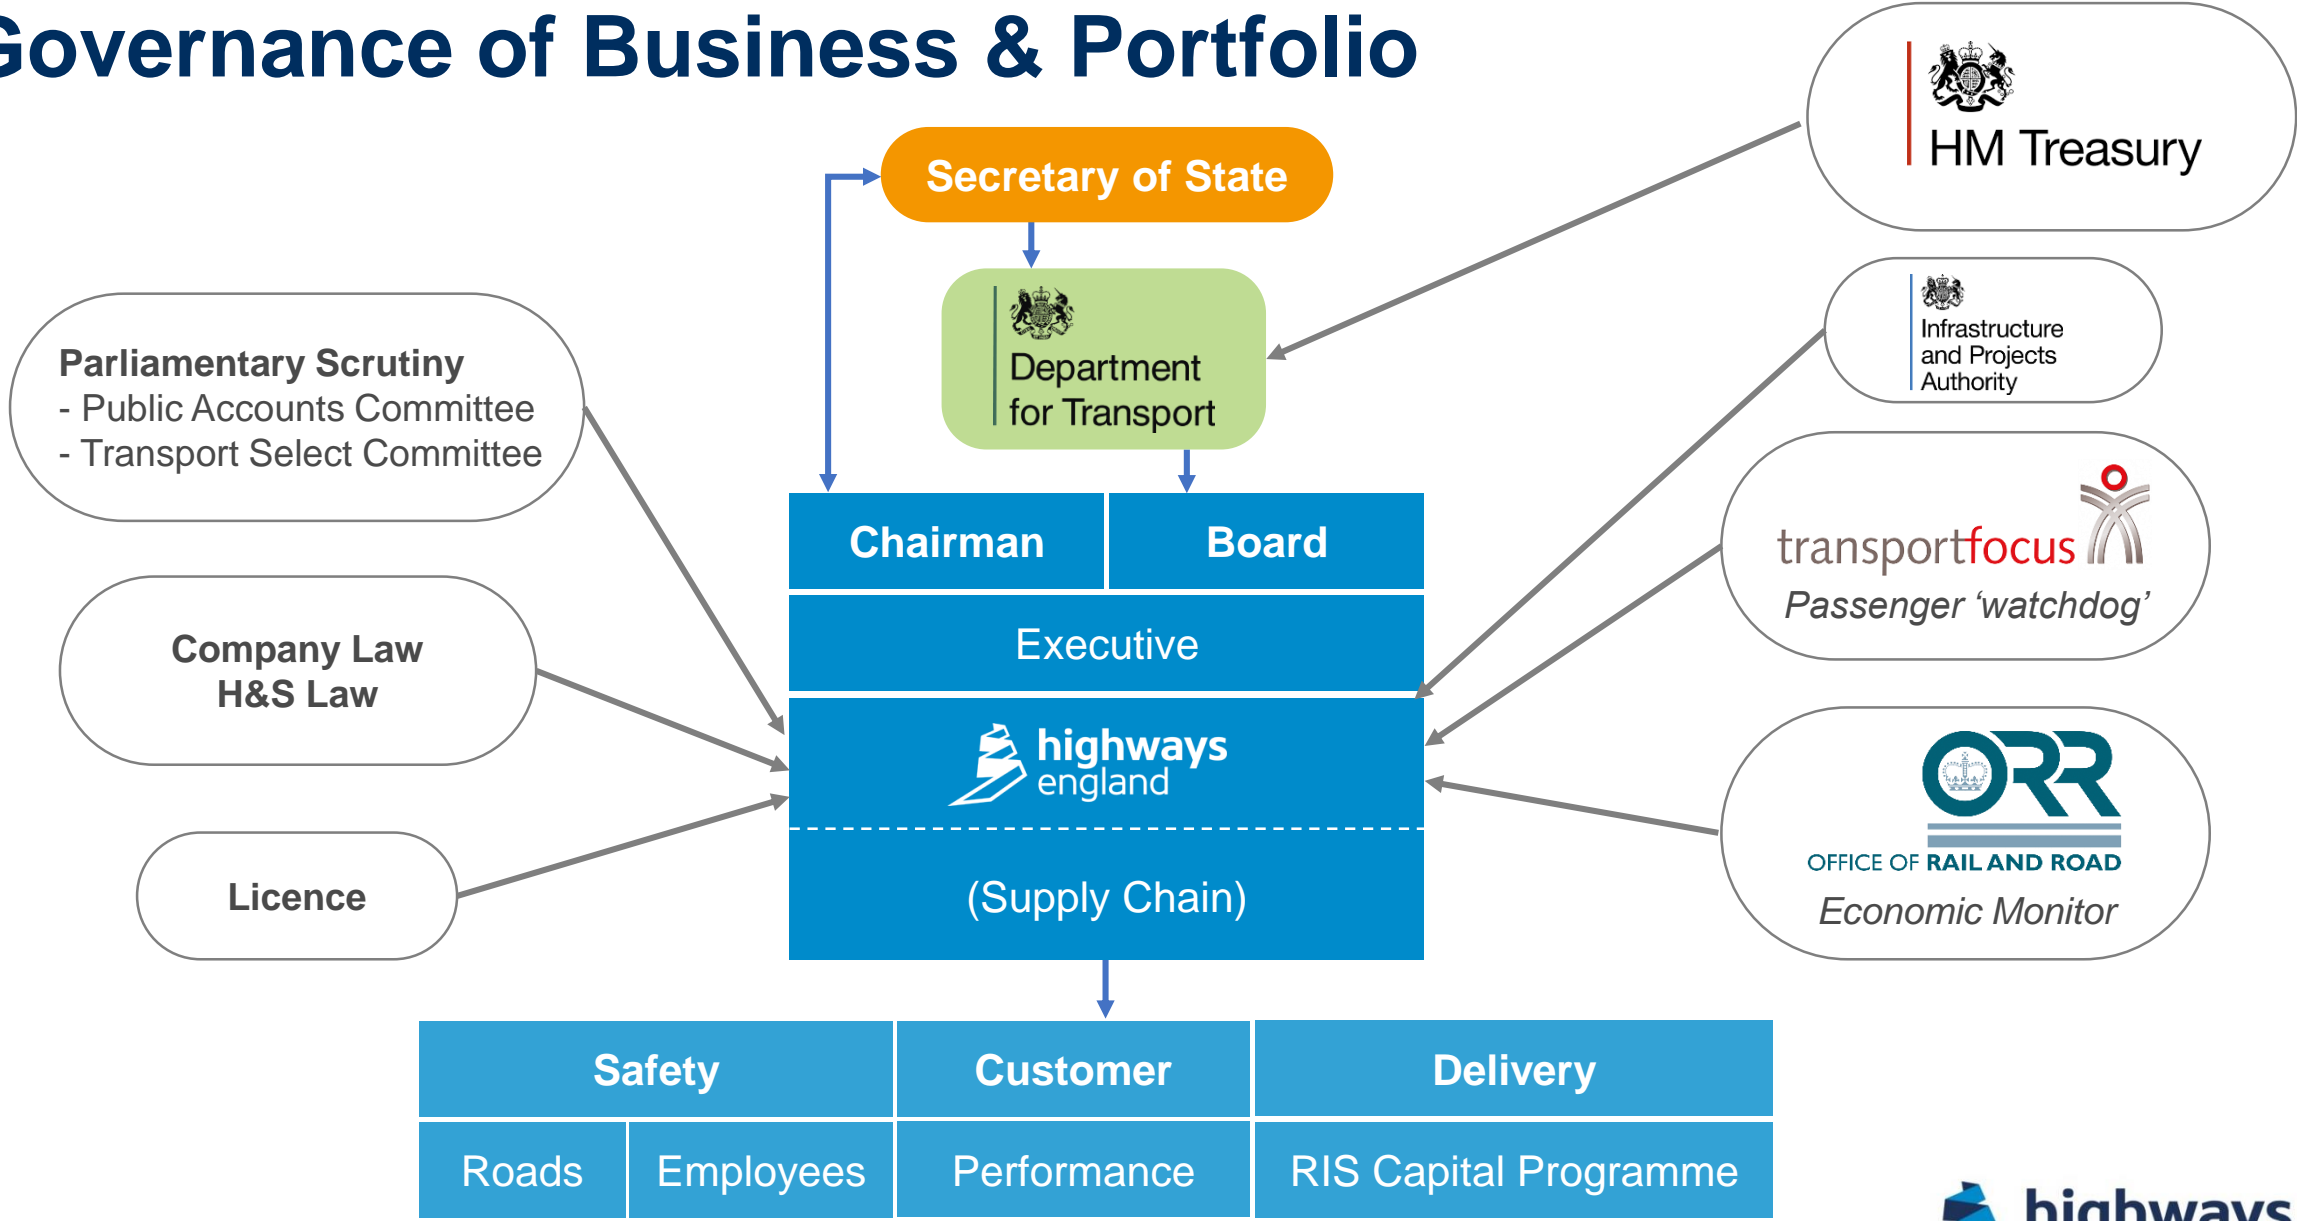 Governance of Business & Portfolio
HM Treasury
Secretary of State
Infrastructure
and Projects
Authority
Department
for Transport
Parliamentary Scrutiny
- Public Accounts Committee
- Transport Select Committee
transportfocus
Passenger ‘watchdog’
Chairman
Board
Executive
Company Law
H&S Law
highways
england
ORR
OFFICE OF RAIL AND ROAD
Economic Monitor
Licence
(Supply Chain)
Safety
Customer
Delivery
Roads
Employees
Performance
RIS Capital Programme
highways